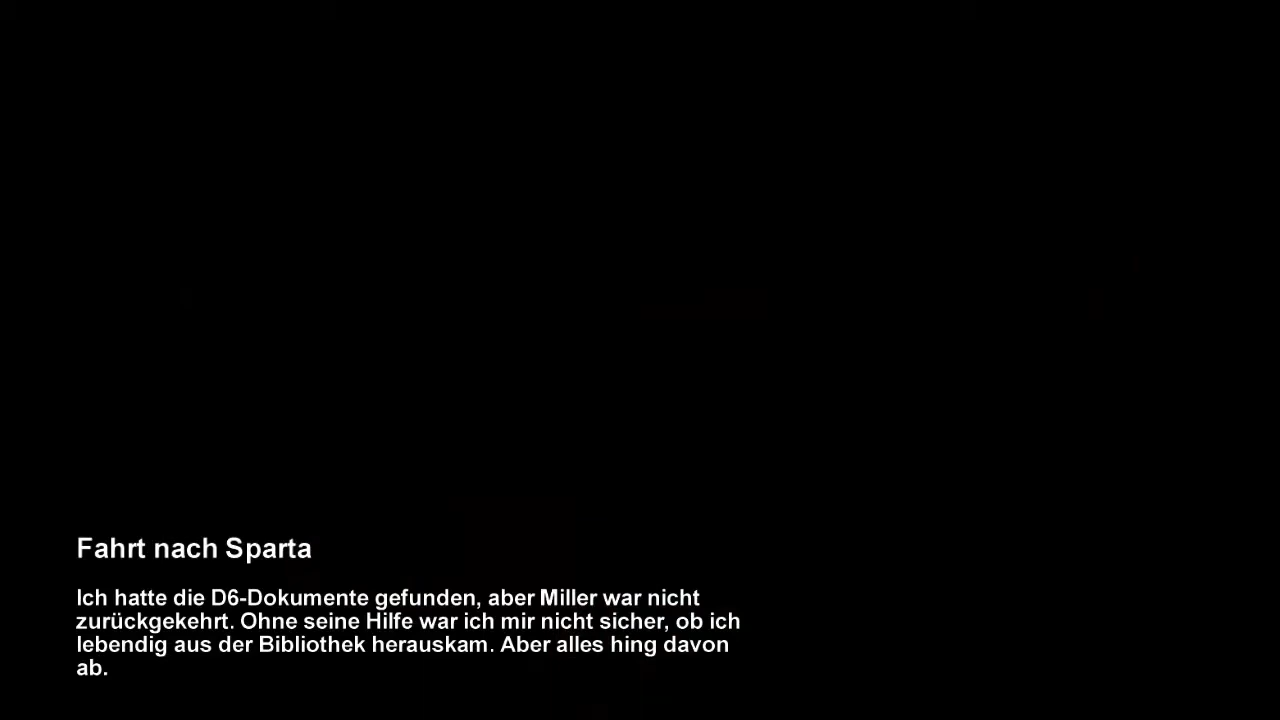 Fahrt nach Sparta
Ich hatte die D6-Dokumente gefunden, aber Miller war nicht
zurückgekehrt. Ohne seine Hilfe war ich mir nicht sicher, ob ich
lebendig aus der Bibliothek herauskam. Aber alles hing davon
ab.